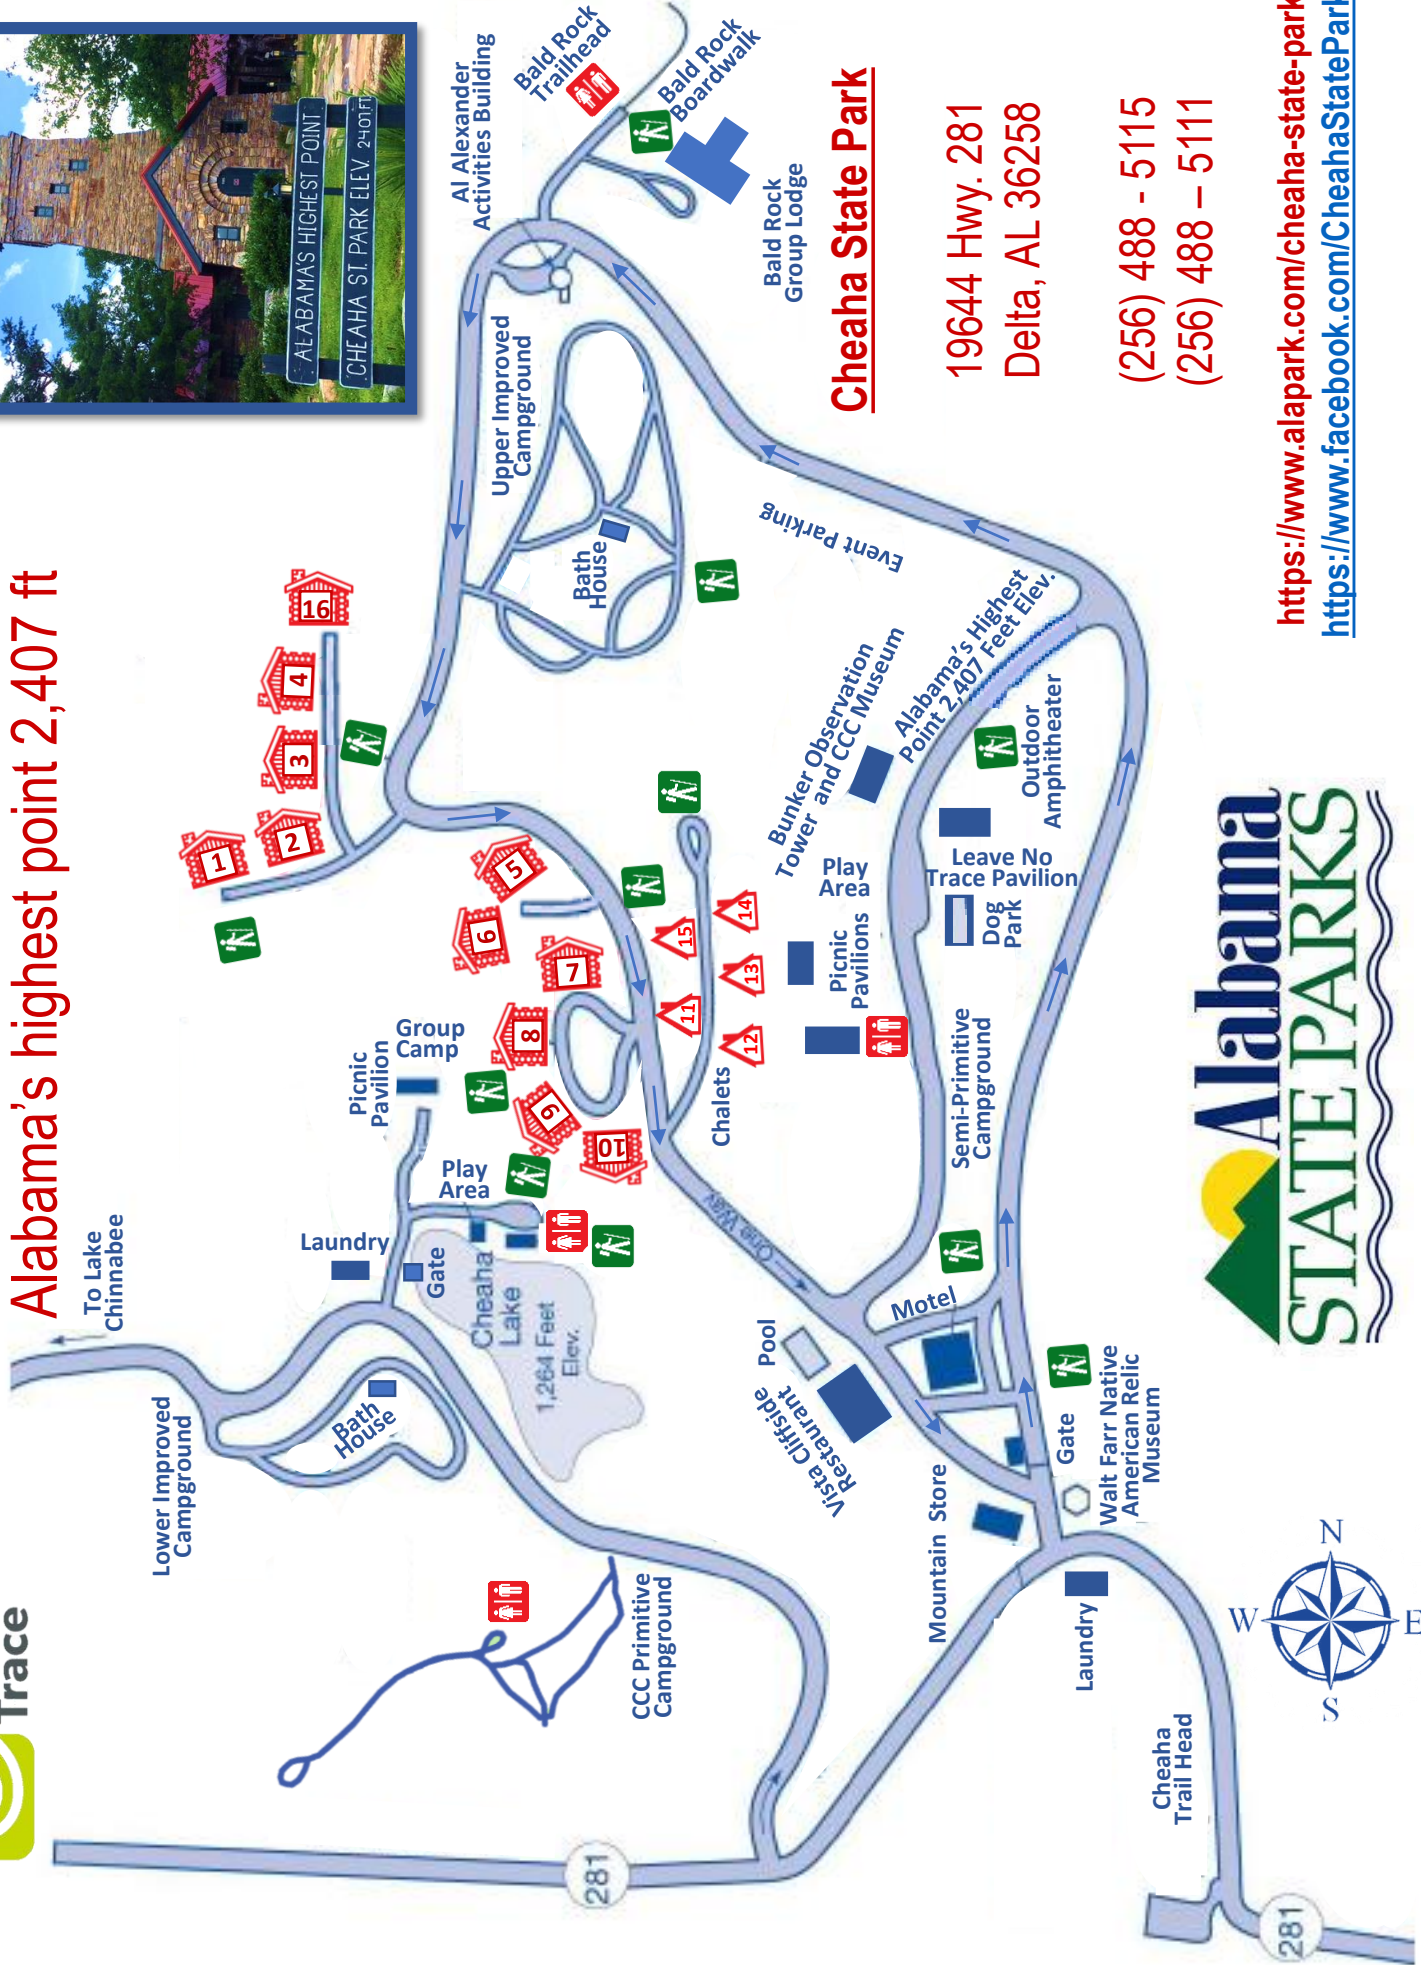 Trace
Alabama's highest point 2,407 ft
ALABAMA'S HIGHEST POINT
CHEAHA ST. PARK ELEV. 2407 FT
To Lake
Chinnabee
Lower Improved
Campground
Bath
House
Laundry
Gate
Picnic
Pavilion
Group
Camp
Play
Area
Cheaha
Lake
1,264 Feet
Elev.
1
2
3
4
16
5
6
7
8
9
10
11
12
13
14
15
Chalets
Al Alexander
Activities Building
Bald Rock
Trailhead
Bald Rock
Boardwalk
Bald Rock
Group Lodge
Upper Improved
Campground
Bath
House
Event Parking
Bunker Observation
Tower and CCC Museum
Alabama's Highest
Point 2,407 Feet Elev.
Outdoor
Amphitheater
Play
Area
Leave No
Trace Pavilion
Picnic
Pavilions
Dog
Park
Semi-Primitive
Campground
One Way
Motel
Pool
Vista Cliffside
Restaurant
Mountain Store
Gate
Walt Farr Native
American Relic
Museum
Laundry
CCC Primitive
Campground
Cheaha
Trail Head
281
281
N
W
E
S
Cheaha State Park
19644 Hwy. 281
Delta, AL 36258
(256) 488 - 5115
(256) 488 – 5111
https://www.alapark.com/cheaha-state-park
https://www.facebook.com/CheahaStatePark
Alabama
STATE PARKS